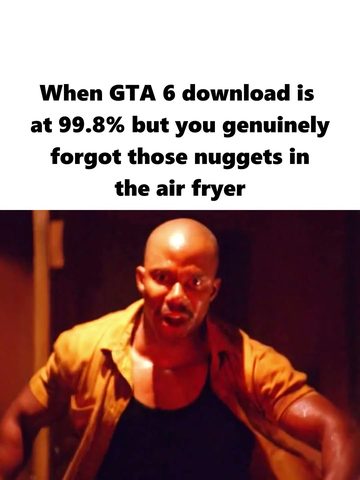 When GTA 6 download is
at 99.8% but you genuinely
forgot those nuggets in
the air fryer